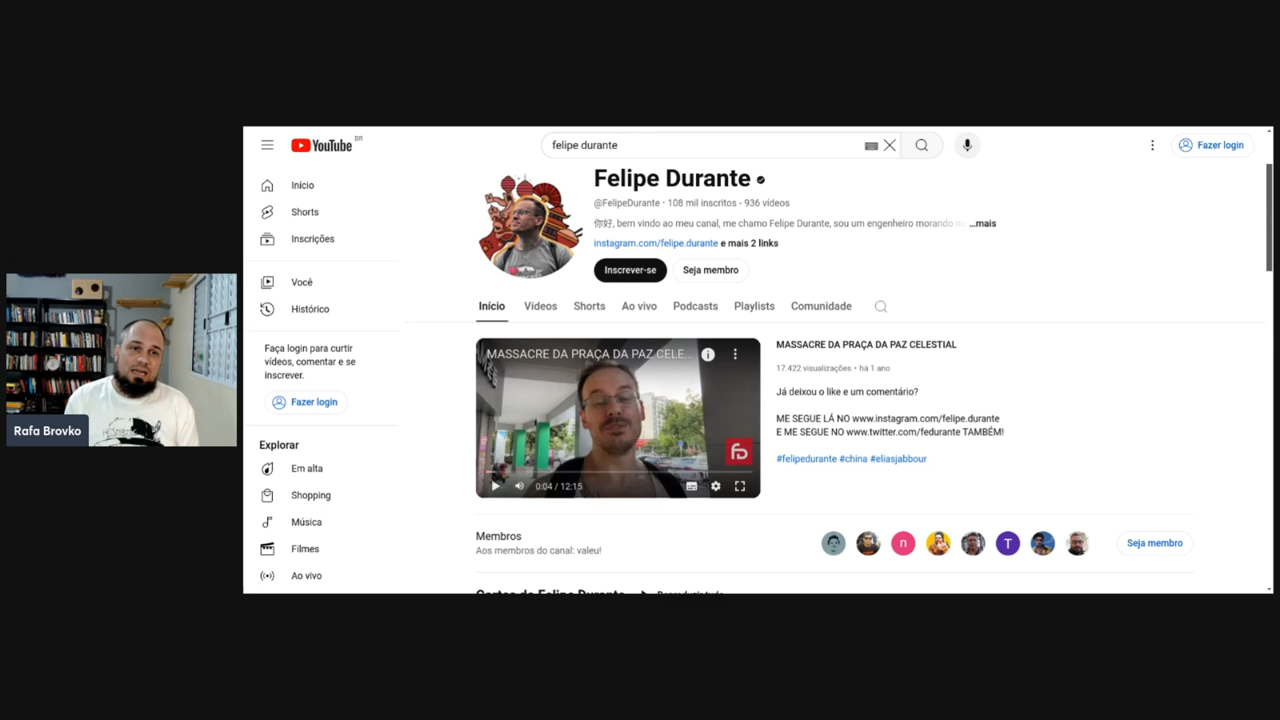 YouTube BR
felipe durante
Fazer login
Início
Shorts
Inscrições
Você
Histórico
Faça login para curtir
vídeos, comentar e se
inscrever.
Fazer login
Explorar
Em alta
Shopping
Música
Filmes
Ao vivo
Felipe Durante
@FelipeDurante · 108 mil inscritos · 936 vídeos
你好, bem vindo ao meu canal, me chamo Felipe Durante, sou um engenheiro morando ...mais
instagram.com/felipe.durante e mais 2 links
Inscrever-se
Seja membro
Início Vídeos Shorts Ao vivo Podcasts Playlists Comunidade
MASSACRE DA PRAÇA DA PAZ CELE...
0:04 / 12:15
MASSACRE DA PRAÇA DA PAZ CELESTIAL
17.422 visualizações · há 1 ano
Já deixou o like e um comentário?
ME SEGUE LÁ NO www.instagram.com/felipe.durante
E ME SEGUE NO www.twitter.com/fedurante TAMBÉM!
#felipedurante #china #eliasjabbour
Membros
Aos membros do canal: valeu!
n
T
Seja membro
Cortes do Felipe Durante
Rafa Brovko